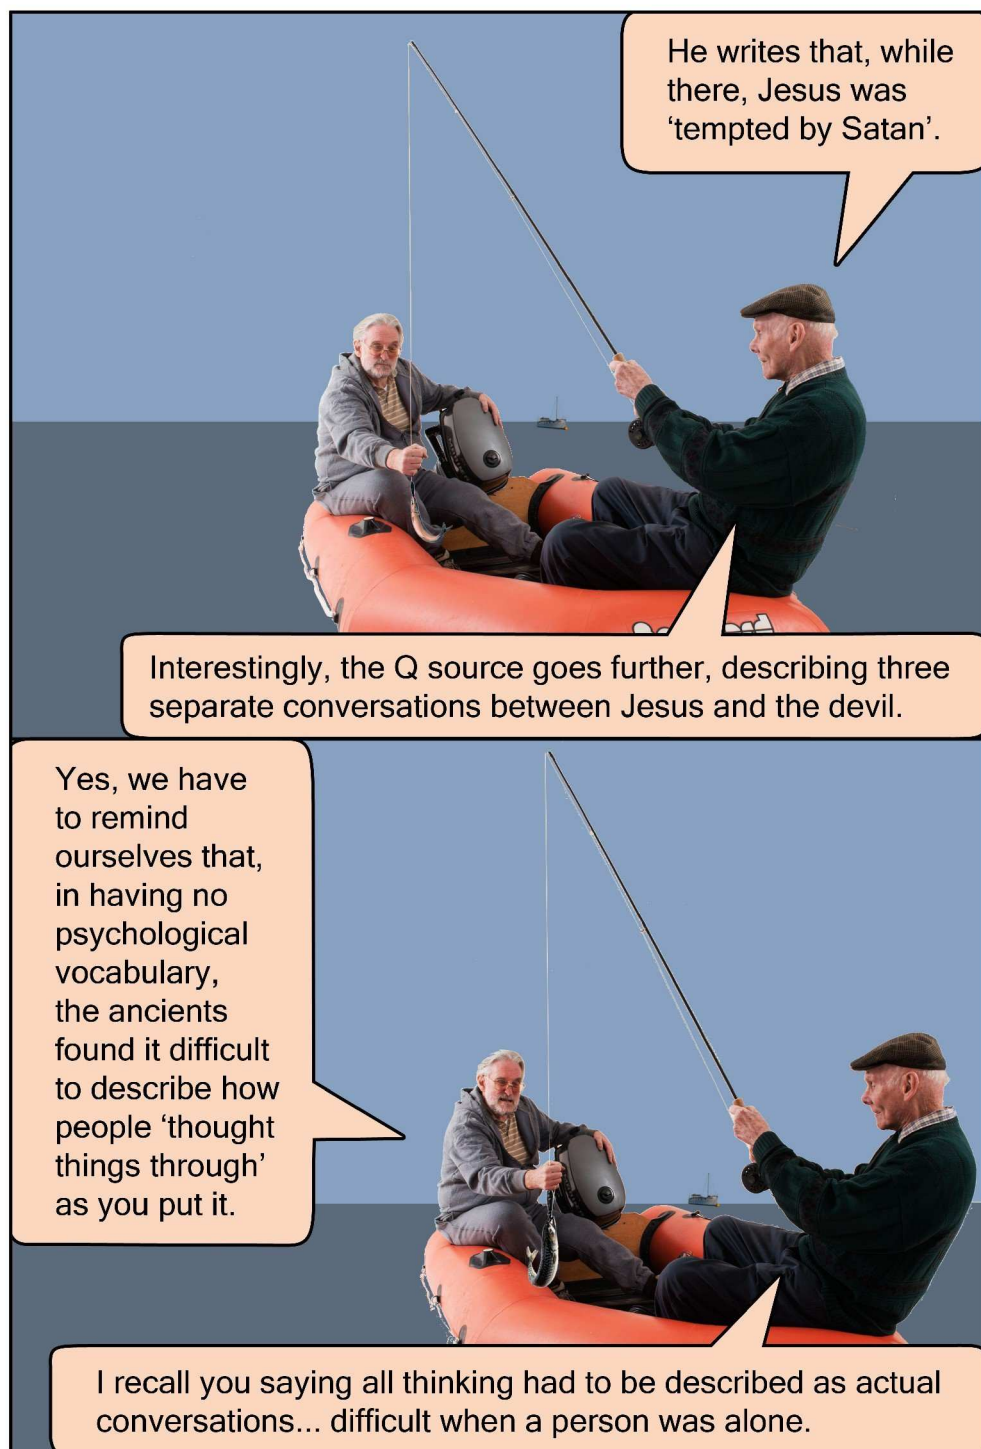 He writes that, while
there, Jesus was
‘tempted by Satan’.
Interestingly, the Q source goes further, describing three
separate conversations between Jesus and the devil.
Yes, we have
to remind
ourselves that,
in having no
psychological
vocabulary,
the ancients
found it difficult
to describe how
people ‘thought
things through’
as you put it.
I recall you saying all thinking had to be described as actual
conversations... difficult when a person was alone.